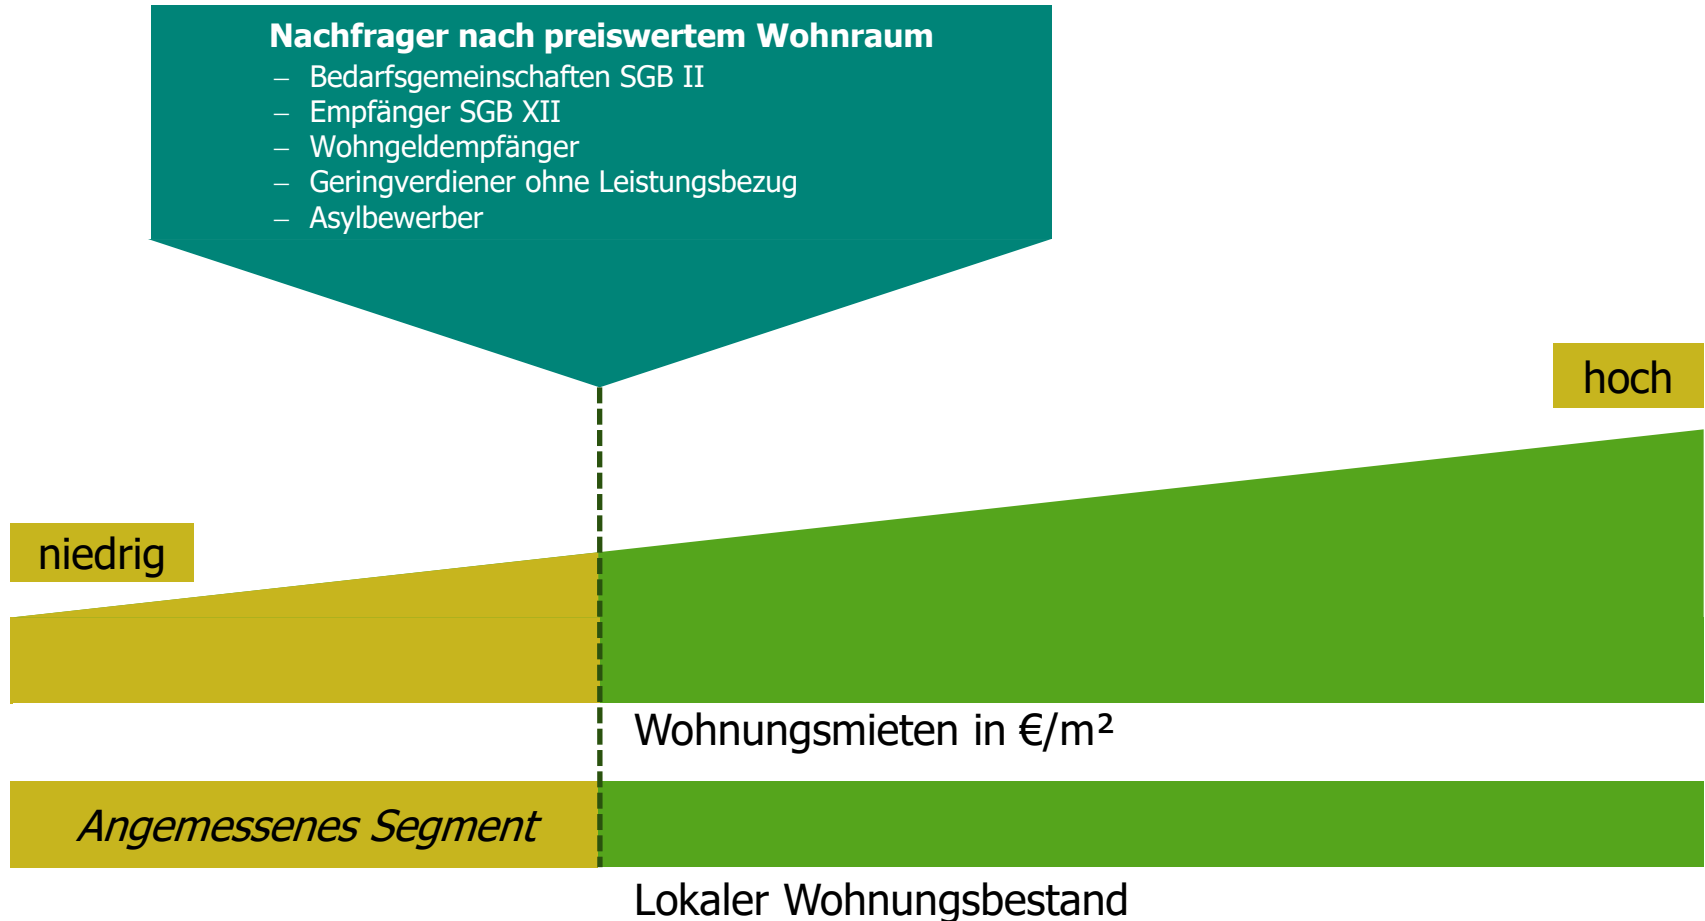 Nachfrager nach preiswertem Wohnraum
– Bedarfsgemeinschaften SGB II
– Empfänger SGB XII
– Wohngeldempfänger
– Geringverdiener ohne Leistungsbezug
– Asylbewerber
hoch
niedrig
Wohnungsmieten in €/m²
Angemessenes Segment
Lokaler Wohnungsbestand